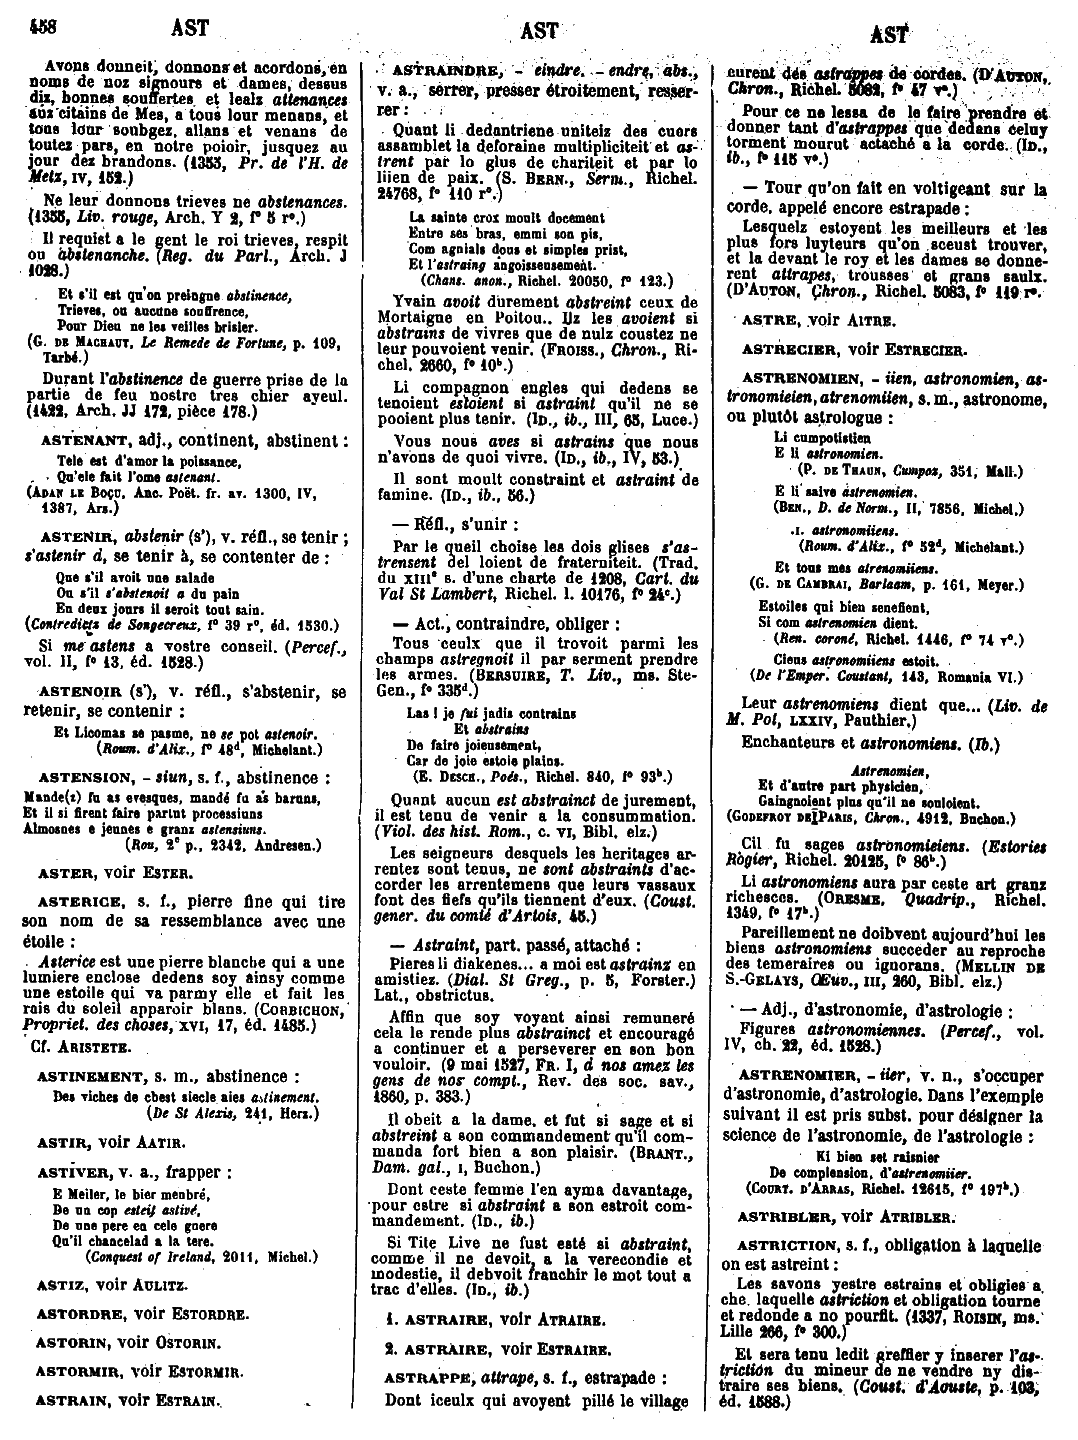 458 AST
AST
AST
Avons donneit, donnons et acordons, en
noms de noz signours et dames, dessus
diz, bonnes souffertes et lealz attenances
aus citains de Mes, a tous lour menans, et
tous lour soubgez, allans et venans de
toutez pars, en notre poioir, jusquez au
jour dez brandons. (1353, Pr. de l'H. de
Metz, IV, 152.)
Ne leur donnons trieves ne abstenances.
(1355, Liv. rouge, Arch. Y 2, f° 5 r°.)
Il requist a le gent le roi trieves, respit
ou abstenanche. (Reg. du Parl., Arch. J
1028.)
Et s'il est qu'on preingne abstinence,
Trieves, ou aucune souffrence,
Pour Dieu ne les veilles brisier.
(G. DE MACHAUT, Le Remede de Fortune, p. 109,
Tarbé.)
Durant l'abstinence de guerre prise de la
partie de feu nostre tres chier ayeul.
(1422, Arch. JJ 172, pièce 178.)
ASTENANT, adj., continent, abstinent :
Tele est d'amor la poissance,
Qu'ele fait l'ome astenant.
(ADAN LE BOÇU, Anc. Poët. fr. av. 1300, IV,
1387, Ars.)
ASTENIR, abstenir (s'), v. réfl., se tenir ;
s'astenir a, se tenir à, se contenter de :
Que s'il avoit une salade
Ou s'il s'abstenoit a du pain
En deux jours il seroit tout sain.
(Contredictz de Songecreux, f° 39 r°, éd. 1530.)
Si me astens a vostre conseil. (Percef.,
vol. II, f° 13, éd. 1528.)
ASTENOIR (s'), v. réfl., s'abstenir, se
retenir, se contenir :
Et Licomas se pasme, ne se pot astenoir.
(Roum. d'Alix., f° 48ᵈ, Michelant.)
ASTENSION, - siun, s. f., abstinence :
Mande(z) fu as evesques, mandé fu as baruns,
Et il si firent faire partut processiuns
Almosnes e jeunes e granz astensiuns.
(Rou, 2ᵉ p., 2342, Andresen.)
ASTER, voir ESTER.
ASTERICE, s. f., pierre fine qui tire
son nom de sa ressemblance avec une
étoile :
Asterice est une pierre blanche qui a une
lumiere enclose dedens soy ainsy comme
une estoile qui va parmy elle et fait les
rais du soleil apparoir blans. (CORBICHON,
Propriet. des choses, XVI, 17, éd. 1485.)
Cf. ARISTETE.
ASTINEMENT, s. m., abstinence :
Des viches de chest siecle aies astinement.
(De St Alexis, 241, Herz.)
ASTIR, voir AATIR.
ASTIVER, v. a., frapper :
E Meiler, le bier menbré,
De un cop esteit astivé,
De une pere en cele guere
Qu'il chancelad a la tere.
(Conquest of Ireland, 2011, Michel.)
ASTIZ, voir AULITZ.
ASTORDRE, voir ESTORDRE.
ASTORIN, voir OSTORIN.
ASTORMIR, voir ESTORMIR.
ASTRAIN, voir ESTRAIN.
ASTRAINDRE, - eindre, - endre, abs.,
v. a., serrer, presser étroitement, resser-
rer :
Quant li dedantriene uniteiz des cuers
assamblet la deforaine multipliciteit et as-
trent par lo glus de chariteit et par lo
liien de paix. (S. BERN., Serm., Richel.
24768, f° 110 r°.)
La sainte croix moult docement
Entre ses bras, emmi son pis,
Com agnials dous et simples prist,
Et l'astraing angoisseusement.
(Chans. anon., Richel. 20050, f° 123.)
Yvain avoit durement abstreint ceux de
Mortaigne en Poitou.. Ilz les avoient si
abstrains de vivres que de nulz coustez ne
leur pouvoient venir. (FROISS., Chron., Ri-
chel. 2660, f° 10ᵇ.)
Li compagnon engles qui dedens se
tenoient estoient si astraint qu'il ne se
pooient plus tenir. (ID., ib., III, 65, Luce.)
Vous nous aves si astrains que nous
n'avons de quoi vivre. (ID., ib., IV, 53.)
Il sont moult constraint et astraint de
famine. (ID., ib., 56.)
— Réfl., s'unir :
Par le queil choise les dois glises s'as-
trensent del loient de fraterniteit. (Trad.
du XIIIᵉ s. d'une charte de 1208, Cart. du
Val St Lambert, Richel. l. 10176, f° 24ᶜ.)
— Act., contraindre, obliger :
Tous ceulx que il trovoit parmi les
champs astregnoit il par serment prendre
les armes. (BERSUIRE, T. Liv., ms. Ste-
Gen., f° 335ᵈ.)
Las ! je fui jadis contrains
Et abstrains
De faire joieusement,
Car de joie estoie plains.
(E. DESCH., Poés., Richel. 840, f° 93ᵇ.)
Quant aucun est abstrainct de jurement,
il est tenu de venir a la consummation.
(Viol. des hist. Rom., c. VI, Bibl. elz.)
Les seigneurs desquels les heritages ar-
rentez sont tenus, ne sont abstraints d'ac-
corder les arrentemens que leurs vassaux
font des fiefs qu'ils tiennent d'eux. (Coust.
gener. du comté d'Artois, 45.)
— Astraint, part. passé, attaché :
Pieres li diakenes... a moi est astrainz en
amistiez. (Dial. St Greg., p. 5, Forster.)
Lat., obstrictus.
Affin que soy voyant ainsi remuneré
cela le rende plus abstrainct et encouragé
a continuer et a perseverer en son bon
vouloir. (9 mai 1527, FR. I, à nos amez les
gens de nos compt., Rev. des soc. sav.,
1860, p. 383.)
Il obeit a la dame, et fut si sage et si
abstreint a son commandement qu'il com-
manda fort bien a son plaisir. (BRANT.,
Dam. gal., I, Buchon.)
Dont ceste femme l'en ayma davantage,
pour estre si abstraint a son estroit com-
mandement. (ID., ib.)
Si Tite Live ne fust esté si abstraint,
comme il ne devoit, a la verecondie et
modestie, il debvoit franchir le mot tout a
trac d'elles. (ID., ib.)
1. ASTRAIRE, voir ATRAIRE.
2. ASTRAIRE, voir ESTRAIRE.
ASTRAPPE, attrape, s. f., estrapade :
Dont iceulx qui avoyent pillé le village
eurent des astrappes de cordes. (D'AUTON,
Chron., Richel. 5082, f° 47 v°.)
Pour ce ne lessa de le faire prendre et
donner tant d'astrappes que dedans celuy
torment mourut actaché a la corde. (ID.,
ib., f° 115 v°.)
— Tour qu'on fait en voltigeant sur la
corde, appelé encore estrapade :
Lesquelz estoyent les meilleurs et les
plus fors luyteurs qu'on sceust trouver,
et la devant le roy et les dames se donne-
rent attrapes, trousses et grans saulx.
(D'AUTON, Chron., Richel. 5083, f° 119 r°.
ASTRE, voir AITRE.
ASTRECIER, voir ESTRECIER.
ASTRENOMIEN, - iien, astronomien, as-
tronomieien, atrenomiien, s. m., astronome,
ou plutôt astrologue :
Li cumpotistien
E li astronomien.
(P. DE THAUN, Cumpoz, 351, Mall.)
E li saive astrenomien.
(BEN., D. de Norm., II, 7856, Michel.)
.I. astronomiiens.
(Roum. d'Alix., f° 52ᵈ, Michelant.)
Et tous mes atrenomiiens.
(G. DE CAMBRAI, Barlaam, p. 161, Meyer.)
Estoiles qui bien senefient,
Si com astrenomien dient.
(Ren. coroné, Richel. 1446, f° 74 v°.)
Ciens astronomiiens estoit.
(De l'Emper. Coustant, 143, Romania VI.)
Leur astrenomiens dient que... (Liv. de
M. Pol, LXXIV, Pauthier.)
Enchanteurs et astronomiens. (Ib.)
Astrenomien,
Et d'autre part physicien,
Gaingnoient plus qu'il ne souloient.
(GODEFROY DE PARIS, Chron., 4912, Buchon.)
Cil fu sages astronomieiens. (Estories
Rogier, Richel. 20125, f° 86ᵇ.)
Li astronomiens aura par ceste art granz
richesces. (ORESME, Quadrip., Richel.
1349, f° 17ᵇ.)
Pareillement ne doibvent aujourd'hui les
biens astronomiens succeder au reproche
des temeraires ou ignorans. (MELLIN DE
S.-GELAYS, Œuv., III, 260, Bibl. elz.)
— Adj., d'astronomie, d'astrologie :
Figures astronomiennes. (Percef., vol.
IV, ch. 22, éd. 1528.)
ASTRENOMIER, - iier, v. n., s'occuper
d'astronomie, d'astrologie. Dans l'exemple
suivant il est pris subst. pour désigner la
science de l'astronomie, de l'astrologie :
Ki bien set raisnier
De complension, d'astrenomiier.
(COURT. D'ARRAS, Richel. 12615, f° 197ᵇ.)
ASTRIBLER, voir ATRIBLER.
ASTRICTION, s. f., obligation à laquelle
on est astreint :
Les savons yestre estrains et obligies a
che, laquelle astriction et obligation tourne
et redonde a no pourfit. (1337, ROISIN, ms.
Lille 266, f° 300.)
Et sera tenu ledit greffier y inserer l'as-
triction du mineur de ne vendre ny dis-
traire ses biens. (Coust. d'Aouste, p. 103,
éd. 1588.)